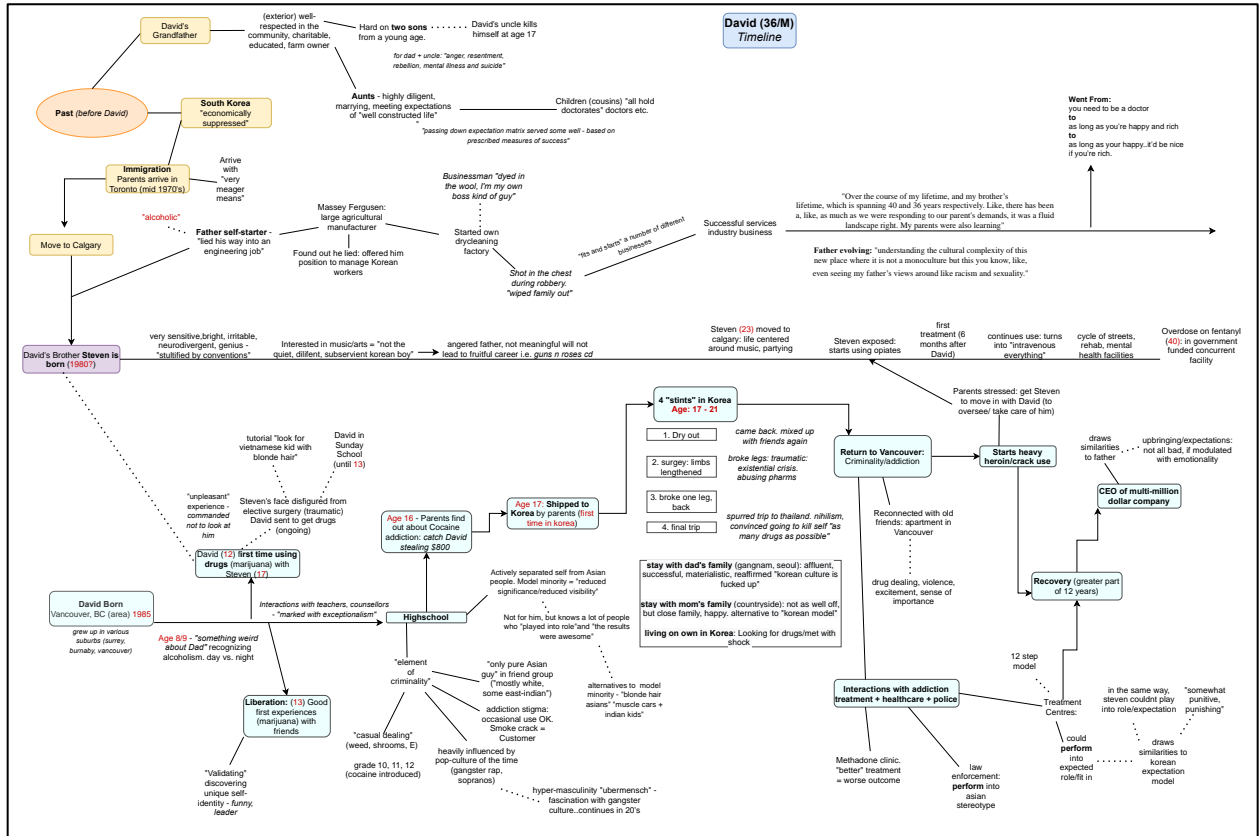 David (36/M)
Timeline
David's
Grandfather
(exterior) well-
respected in the
community, charitable,
educated, farm owner
Hard on two sons
from a young age.
David's uncle kills
himself at age 17
for dad + uncle: "anger, resentment,
rebellion, mental illness and suicide"
Past (before David)
South Korea
"economically
suppressed"
Aunts - highly diligent,
marrying, meeting expectations
of "well constructed life"
"
Children (cousins) "all hold
doctorates" doctors etc.
"passing down expectation matrix served some well - based on
prescribed measures of success"
Went From:
you need to be a doctor
to
as long as you're happy and rich
to
as long as your happy..it'd be nice
if you're rich.
Immigration
Parents arrive in
Toronto (mid 1970's)
Arrive
with
"very
meager
means"
Move to Calgary
"alcoholic"
Father self-starter -
"lied his way into an
engineering job"
Massey Fergusen:
large agricultural
manufacturer
Found out he lied: offered him
position to manage Korean
workers
Businessman "dyed in
the wool, I'm my own
boss kind of guy"
Started own
drycleaning
factory
Shot in the chest
during robbery.
"wiped family out"
"fits and starts" a number of different
businesses
Successful services
industry business
"Over the course of my lifetime, and my brother's
lifetime, which is spanning 40 and 36 years respectively. Like, there has been
a, like, as much as we were responding to our parent's demands, it was a fluid
landscape right. My parents were also learning"
Father evolving: "understanding the cultural complexity of this
new place where it is not a monoculture but this you know, like,
even seeing my father's views around like racism and sexuality."
David's Brother Steven is
born (1980?)
very sensitive,bright, irritable,
neurodivergent, genius -
"stultified by conventions"
Interested in music/arts = "not the
quiet, dilifent, subservient korean boy"
angered father, not meaningful will not
lead to fruitful career i.e. guns n roses cd
Steven (23) moved to
calgary: life centered
around music, partying
Steven exposed:
starts using opiates
first
treatment (6
months after
David)
continues use: turns
into "intravenous
everything"
cycle of streets,
rehab, mental
health facilities
Overdose on fentanyl
(40): in government
funded concurrent
facility
Parents stressed: get Steven
to move in with David (to
oversee/ take care of him)
4 "stints" in Korea
Age: 17 - 21
1. Dry out
came back. mixed up
with friends again
2. surgey: limbs
lengthened
broke legs: traumatic:
existential crisis.
abusing pharms
3. broke one leg,
back
4. final trip
spurred trip to thailand. nihilism,
convinced going to kill self "as
many drugs as possible"
stay with dad's family (gangnam, seoul): affluent,
successful, materialistic, reaffirmed "korean culture is
fucked up"
stay with mom's family (countryside): not as well off,
but close family, happy. alternative to "korean model"
living on own in Korea: Looking for drugs/met with
shock
Return to Vancouver:
Criminality/addiction
Starts heavy
heroin/crack use
draws
similarities
to father
upbringing/expectations:
not all bad, if modulated
with emotionality
CEO of multi-million
dollar company
Reconnected with old
friends: apartment in
Vancouver
drug dealing, violence,
excitement, sense of
importance
Recovery (greater part
of 12 years)
tutorial "look for
vietnamese kid with
blonde hair"
David in
Sunday
School
(until 13)
"unpleasant"
experience -
commanded
not to look at
him
Steven's face disfigured from
elective surgery (traumatic)
David sent to get drugs
(ongoing)
David (12) first time using
drugs (marijuana) with
Steven (17)
Age 16 - Parents find
out about Cocaine
addiction: catch David
stealing $800
Age 17: Shipped to
Korea by parents (first
time in korea)
David Born
Vancouver, BC (area) 1985
grew up in various
suburbs (surrey,
burnaby, vancouver)
Age 8/9 - "something weird
about Dad" recognizing
alcoholism. day vs. night
Interactions with teachers, counsellors
- "marked with exceptionalism"
Highschool
Actively separated self from Asian
people. Model minority = "reduced
significance/reduced visibility"
Not for him, but knows a lot of people
who "played into role"and "the results
were awesome"
alternatives to model
minority - "blonde hair
asians" "muscle cars +
indian kids"
Liberation: (13) Good
first experiences
(marijuana) with
friends
"Validating"
discovering
unique self-
identity - funny,
leader
"element
of
criminality"
"only pure Asian
guy" in friend group
("mostly white,
some east-indian")
addiction stigma:
occasional use OK.
Smoke crack =
Customer
"casual dealing"
(weed, shrooms, E)
grade 10, 11, 12
(cocaine introduced)
heavily influenced by
pop-culture of the time
(gangster rap,
sopranos)
hyper-masculinity "ubermensch" -
fascination with gangster
culture..continues in 20's
Interactions with addiction
treatment + healthcare + police
Methadone clinic.
"better" treatment
= worse outcome
law
enforcement:
perform into
asian
stereotype
12 step
model
Treatment
Centres:
could
perform
into
expected
role/fit in
in the same way,
steven couldnt play
into role/expectation
"somewhat
punitive,
punishing"
draws
similarities to
korean
expectation
model